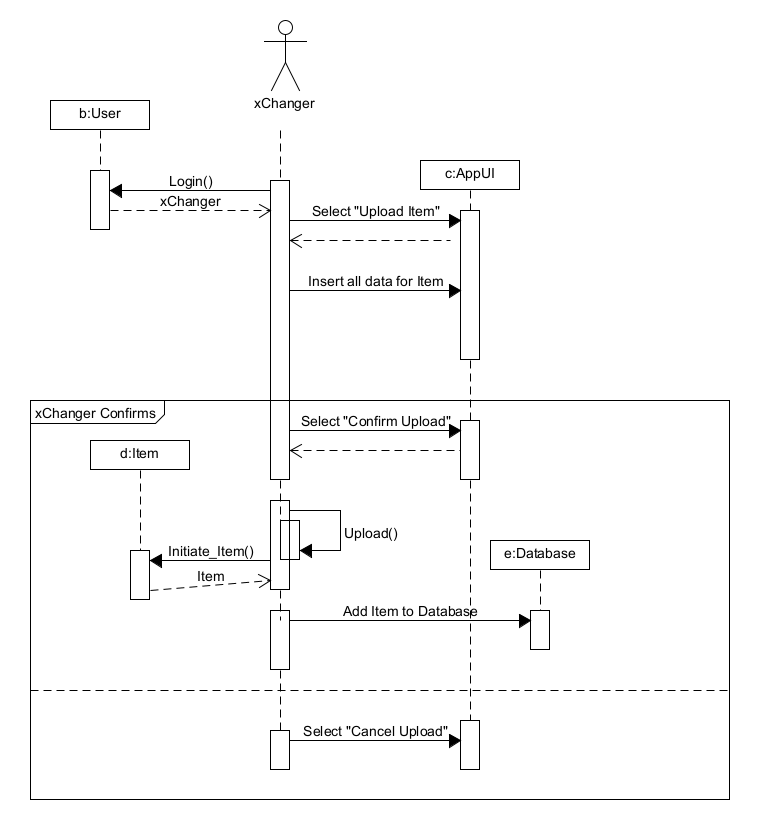 xChanger
b:User
c:AppUI
Login()
xChanger
Select "Upload Item"
Insert all data for Item
xChanger Confirms
Select "Confirm Upload"
d:Item
Upload()
Initiate_Item()
e:Database
Item
Add Item to Database
Select "Cancel Upload"